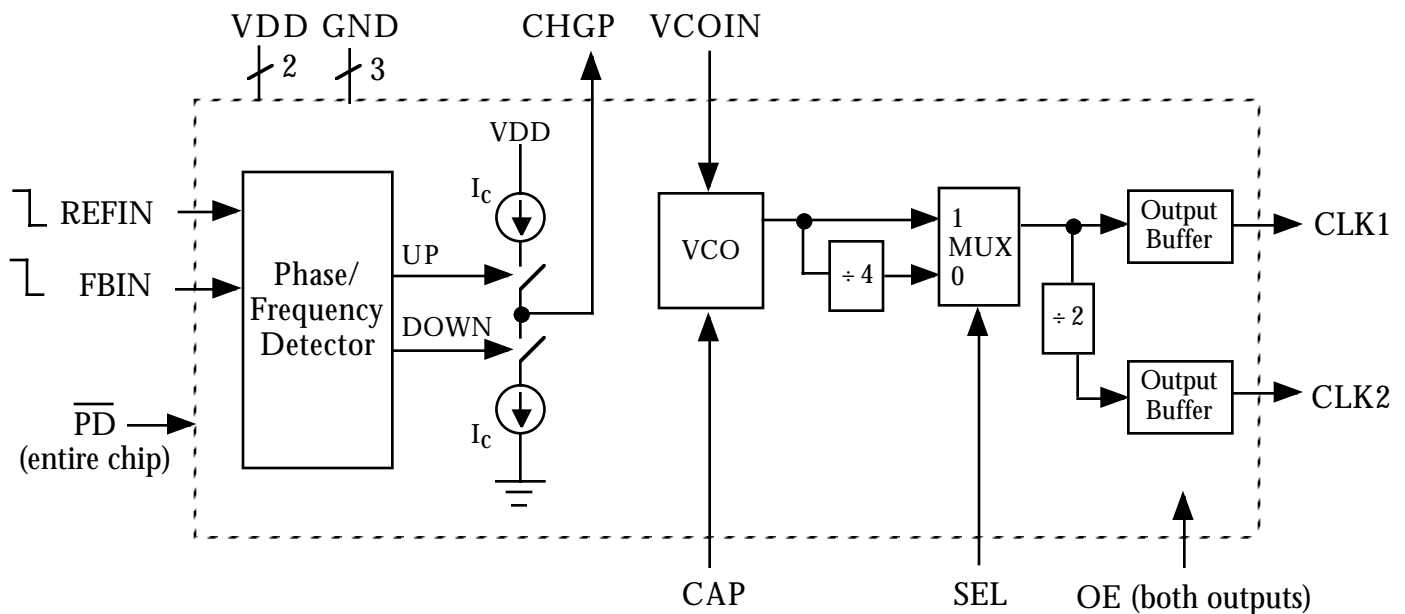 VDD GND
CHGP
VCOIN
2
3
VDD
Ic
REFIN
FBIN
Phase/
Frequency
Detector
UP
DOWN
Ic
PD
(entire chip)
VCO
÷ 4
1
MUX
0
÷ 2
Output
Buffer
CLK1
Output
Buffer
CLK2
CAP
SEL
OE (both outputs)